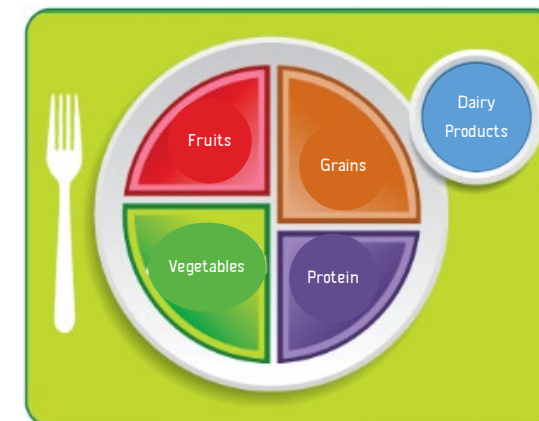 Dairy
Products
Fruits
Grains
Vegetables
Protein